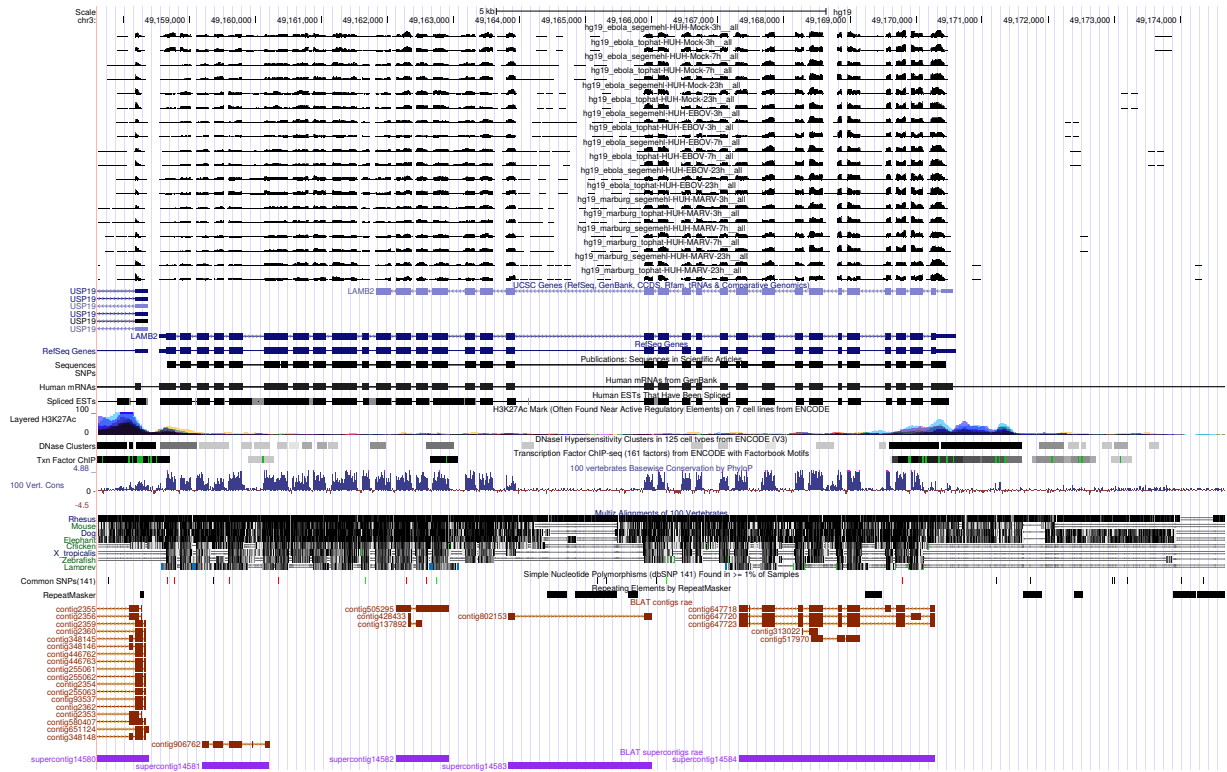 Scale 5 kb hg19
chr3: 49,159,000 49,160,000 49,161,000 49,162,000 49,163,000 49,164,000 49,165,000 49,166,000 49,167,000 49,168,000 49,169,000 49,170,000 49,171,000 49,172,000 49,173,000 49,174,000
hg19_ebola_segemehl-HUH-Mock-3h__all
hg19_ebola_tophat-HUH-Mock-3h__all
hg19_ebola_segemehl-HUH-Mock-7h__all
hg19_ebola_tophat-HUH-Mock-7h__all
hg19_ebola_segemehl-HUH-Mock-23h__all
hg19_ebola_tophat-HUH-Mock-23h__all
hg19_ebola_segemehl-HUH-EBOV-3h__all
hg19_ebola_tophat-HUH-EBOV-3h__all
hg19_ebola_segemehl-HUH-EBOV-7h__all
hg19_ebola_tophat-HUH-EBOV-7h__all
hg19_ebola_segemehl-HUH-EBOV-23h__all
hg19_ebola_tophat-HUH-EBOV-23h__all
hg19_marburg_segemehl-HUH-MARV-3h__all
hg19_marburg_tophat-HUH-MARV-3h__all
hg19_marburg_segemehl-HUH-MARV-7h__all
hg19_marburg_tophat-HUH-MARV-7h__all
hg19_marburg_segemehl-HUH-MARV-23h__all
hg19_marburg_tophat-HUH-MARV-23h__all
UCSC Genes (RefSeq, GenBank, CCDS, Rfam, tRNAs & Comparative Genomics)
USP19 LAMB2
USP19
USP19
USP19
USP19
USP19
LAMB2
RefSeq Genes
RefSeq Genes
Publications: Sequences in Scientific Articles
Sequences
SNPs
Human mRNAs from GenBank
Human mRNAs
Human ESTs That Have Been Spliced
Spliced ESTs
H3K27Ac Mark (Often Found Near Active Regulatory Elements) on 7 cell lines from ENCODE
100
Layered H3K27Ac
0
DNaseI Hypersensitivity Clusters in 125 cell types from ENCODE (V3)
DNase Clusters
Transcription Factor ChIP-seq (161 factors) from ENCODE with Factorbook Motifs
Txn Factor ChIP
100 vertebrates Basewise Conservation by PhyloP
4.88
100 Vert. Cons
0
-4.5
Multiz Alignments of 100 Vertebrates
Rhesus
Mouse
Dog
Elephant
Chicken
X_tropicalis
Zebrafish
Lamprey
Simple Nucleotide Polymorphisms (dbSNP 141) Found in >= 1% of Samples
Common SNPs(141)
Repeating Elements by RepeatMasker
RepeatMasker
BLAT contigs rae
contig2355 contig505295 contig647718
contig2356 contig426433 contig802153 contig647720
contig2359 contig137892 contig647723
contig2360 contig313022
contig348145 contig517970
contig348146
contig446762
contig446763
contig255061
contig255062
contig2354
contig255063
contig93537
contig2362
contig2353
contig580407
contig651124
contig348148
contig906762
BLAT supercontigs rae
supercontig14580 supercontig14582 supercontig14584
supercontig14581 supercontig14583